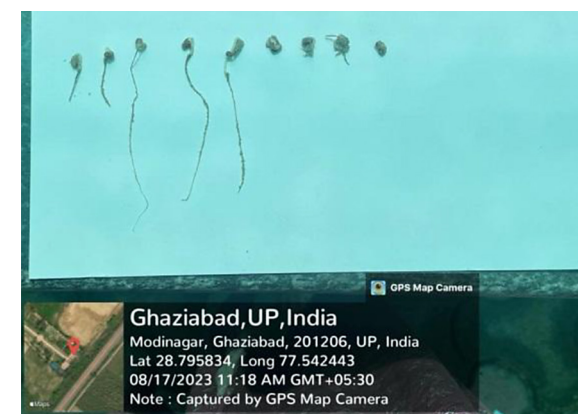 GPS Map Camera
Ghaziabad,UP,India
Modinagar, Ghaziabad, 201206, UP, India
Lat 28.795834, Long 77.542443
08/17/2023 11:18 AM GMT+05:30
Note : Captured by GPS Map Camera
Maps